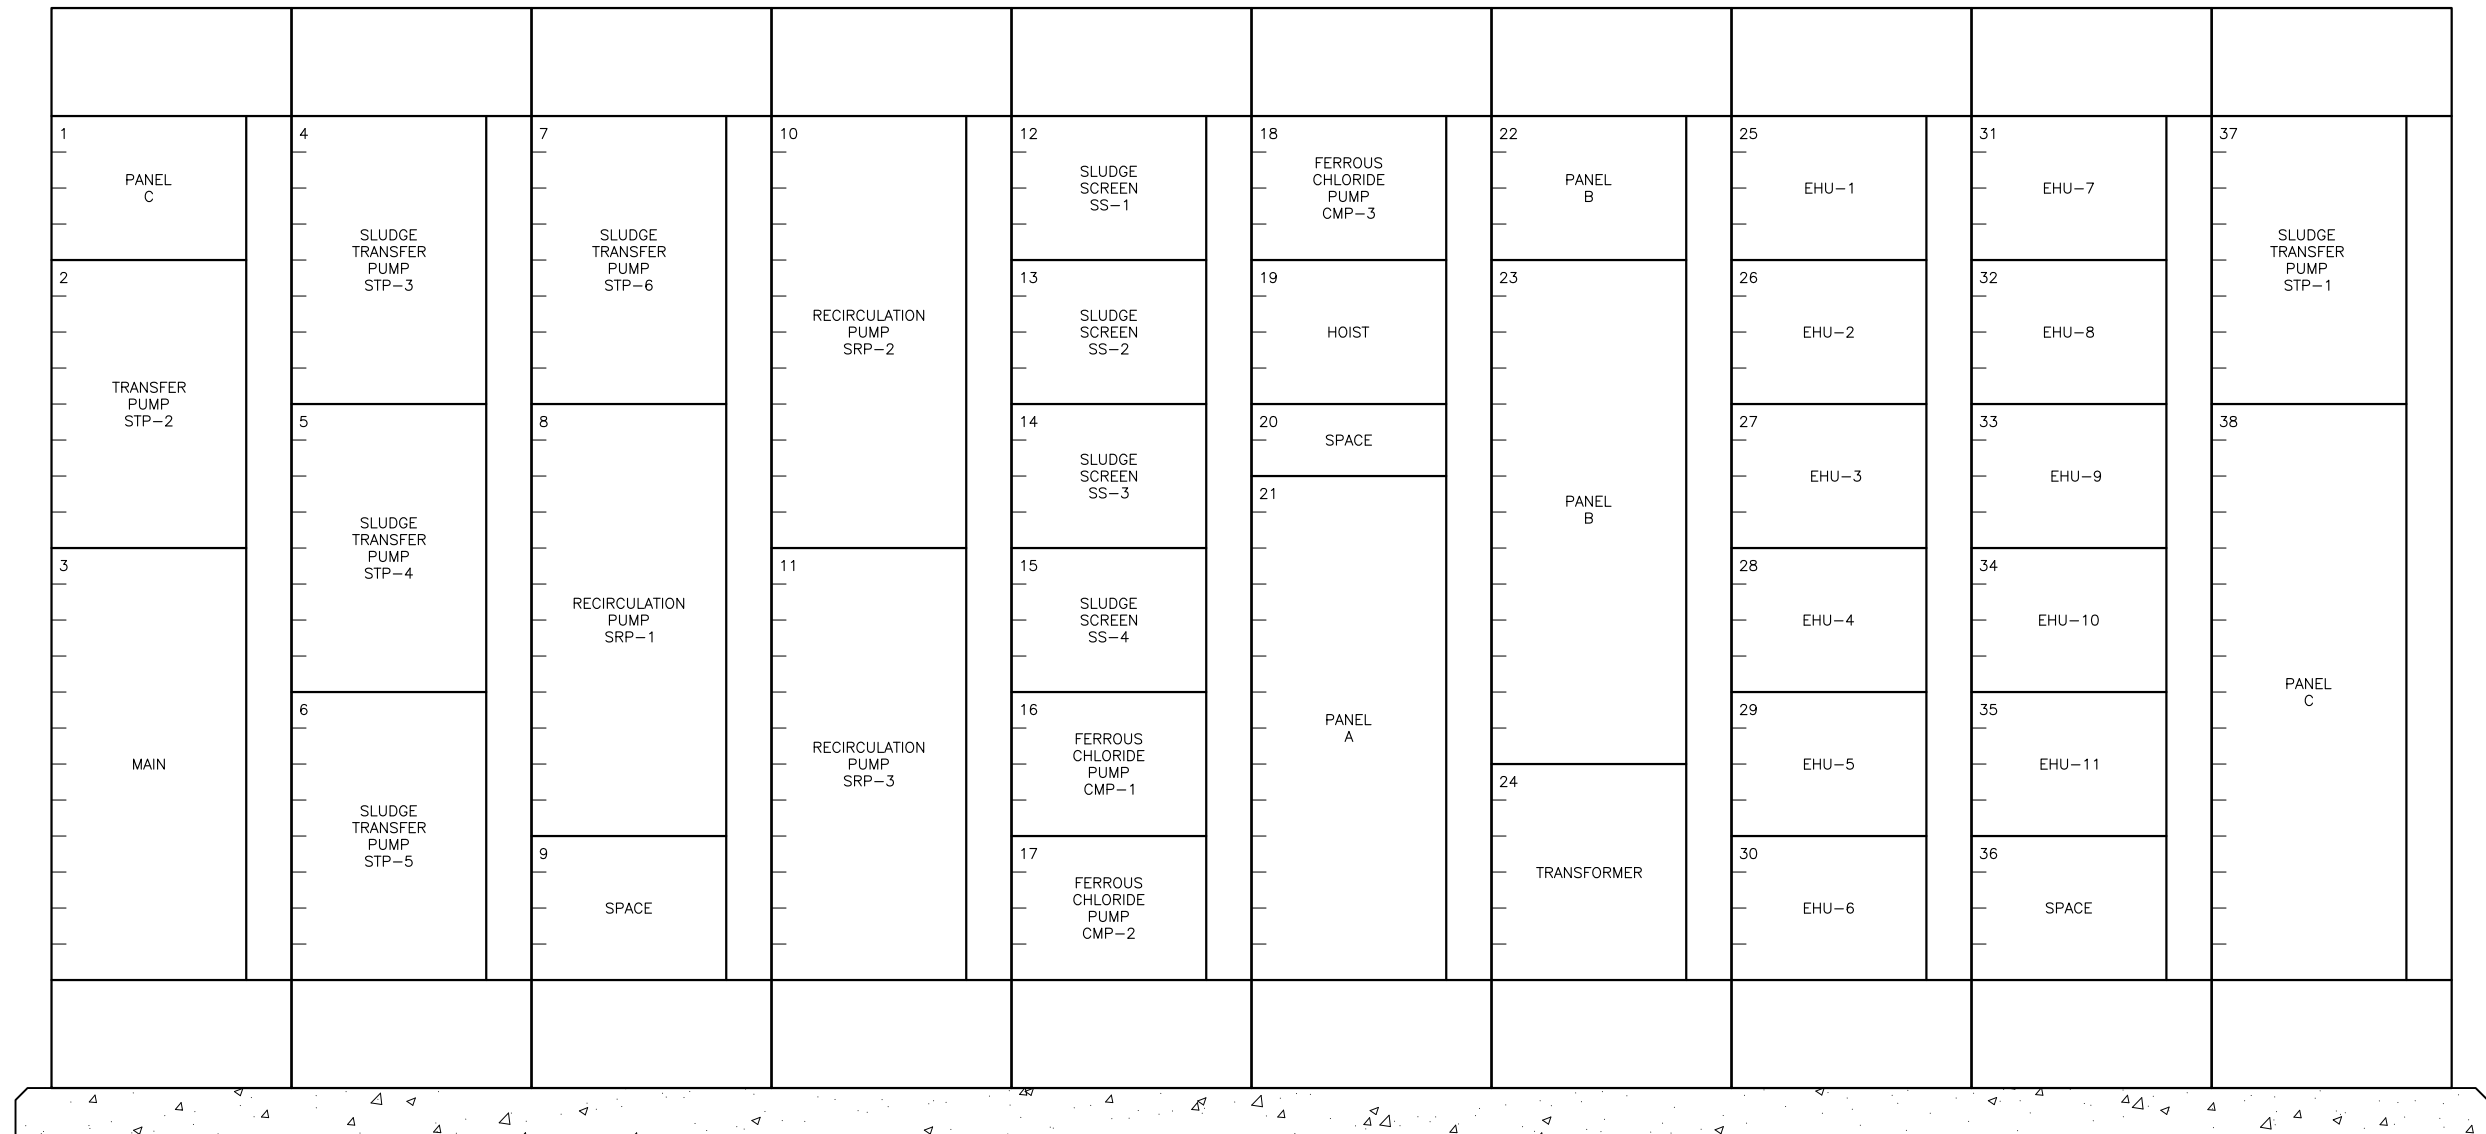 1
PANEL
C
2
TRANSFER
PUMP
STP-2
3
MAIN
4
SLUDGE
TRANSFER
PUMP
STP-3
5
SLUDGE
TRANSFER
PUMP
STP-4
6
SLUDGE
TRANSFER
PUMP
STP-5
7
SLUDGE
TRANSFER
PUMP
STP-6
8
RECIRCULATION
PUMP
SRP-1
9
SPACE
10
RECIRCULATION
PUMP
SRP-2
11
RECIRCULATION
PUMP
SRP-3
12
SLUDGE
SCREEN
SS-1
13
SLUDGE
SCREEN
SS-2
14
SLUDGE
SCREEN
SS-3
15
SLUDGE
SCREEN
SS-4
16
FERROUS
CHLORIDE
PUMP
CMP-1
17
FERROUS
CHLORIDE
PUMP
CMP-2
18
FERROUS
CHLORIDE
PUMP
CMP-3
19
HOIST
20
SPACE
21
PANEL
A
22
PANEL
B
23
PANEL
B
24
TRANSFORMER
25
EHU-1
26
EHU-2
27
EHU-3
28
EHU-4
29
EHU-5
30
EHU-6
31
EHU-7
32
EHU-8
33
EHU-9
34
EHU-10
35
EHU-11
36
SPACE
37
SLUDGE
TRANSFER
PUMP
STP-1
38
PANEL
C